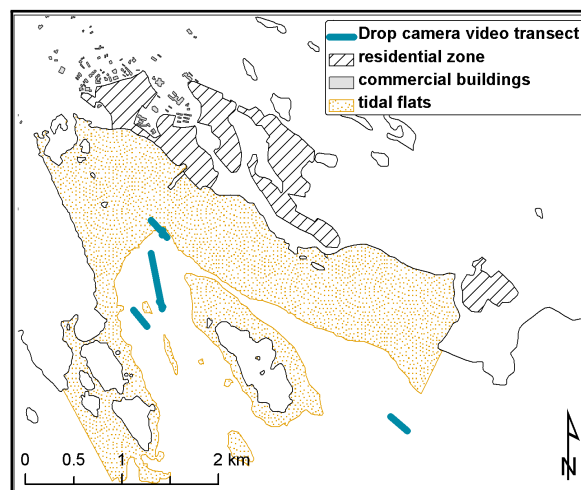 Drop camera video transect
residential zone
commercial buildings
tidal flats
0 0.5 1 2 km
N